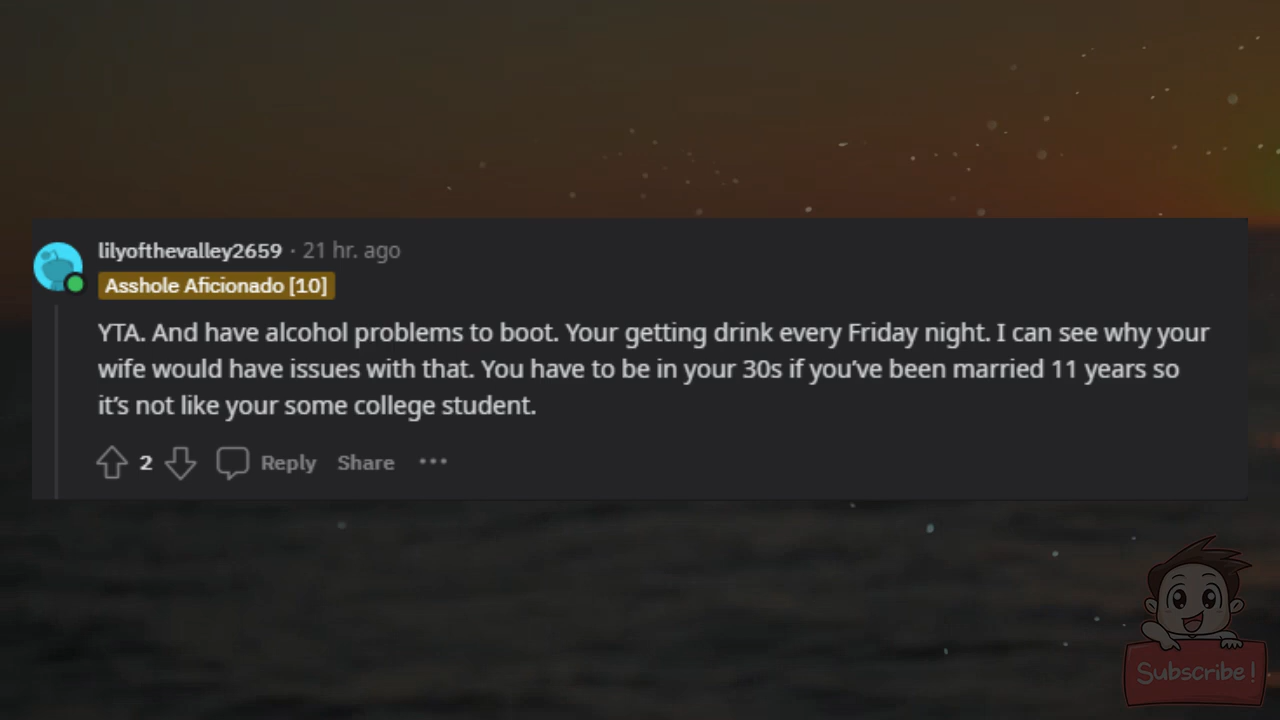 lilyofthevalley2659 · 21 hr. ago
Asshole Aficionado [10]
YTA. And have alcohol problems to boot. Your getting drink every Friday night. I can see why your
wife would have issues with that. You have to be in your 30s if you’ve been married 11 years so
it’s not like your some college student.
2 Reply Share ···
Subscribe!